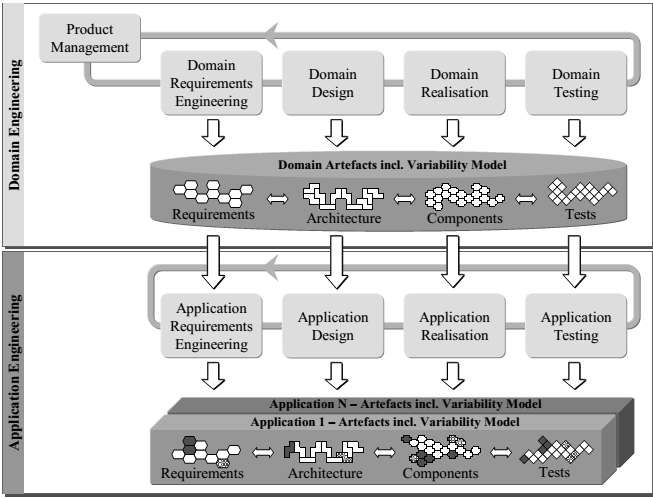 Domain Engineering
Product
Management
Domain
Requirements
Engineering
Domain
Design
Domain
Realisation
Domain
Testing
Domain Artefacts incl. Variability Model
Requirements
Architecture
Components
Tests
Application Engineering
Application
Requirements
Engineering
Application
Design
Application
Realisation
Application
Testing
Application N – Artefacts incl. Variability Model
Application 1 – Artefacts incl. Variability Model
Requirements
Architecture
Components
Tests